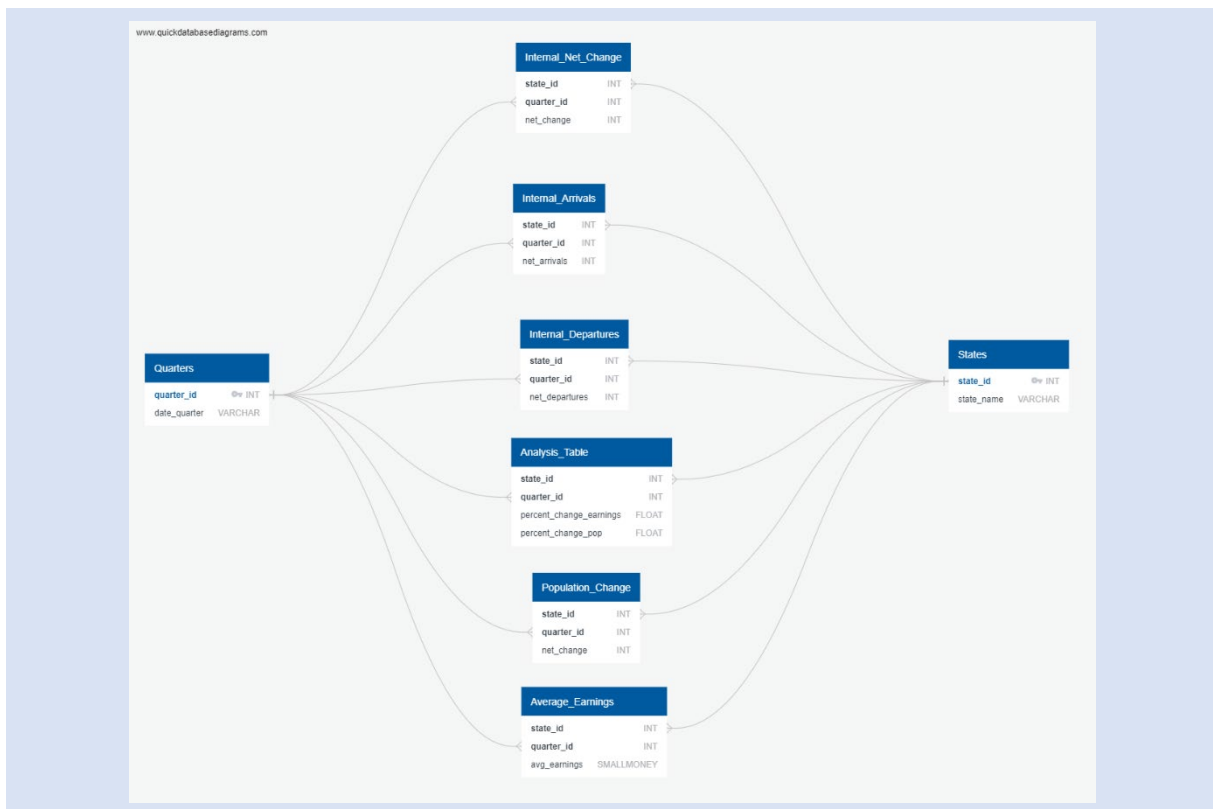 www.quickdatabasediagrams.com
Internal_Net_Change
state_id INT
quarter_id INT
net_change INT
Internal_Arrivals
state_id INT
quarter_id INT
net_arrivals INT
Internal_Departures
state_id INT
quarter_id INT
net_departures INT
Quarters
quarter_id INT
date_quarter VARCHAR
States
state_id INT
state_name VARCHAR
Analysis_Table
state_id INT
quarter_id INT
percent_change_earnings FLOAT
percent_change_pop FLOAT
Population_Change
state_id INT
quarter_id INT
net_change INT
Average_Earnings
state_id INT
quarter_id INT
avg_earnings SMALLMONEY